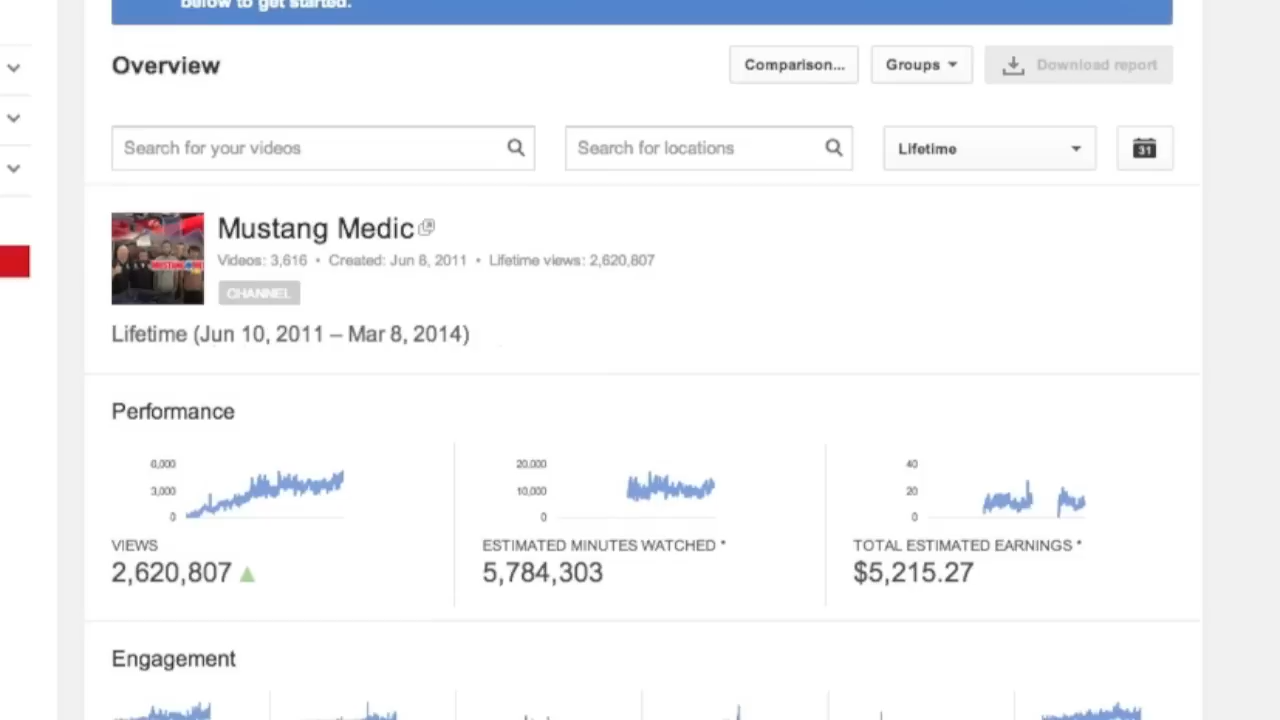 below to get started.
Overview
Comparison...
Groups
Download report
Search for your videos
Search for locations
Lifetime
31
Mustang Medic
Videos: 3,616 • Created: Jun 8, 2011 • Lifetime views: 2,620,807
CHANNEL
Lifetime (Jun 10, 2011 – Mar 8, 2014)
Performance
6,000
3,000
0
20,000
10,000
0
40
20
0
VIEWS
2,620,807
ESTIMATED MINUTES WATCHED *
5,784,303
TOTAL ESTIMATED EARNINGS *
$5,215.27
Engagement